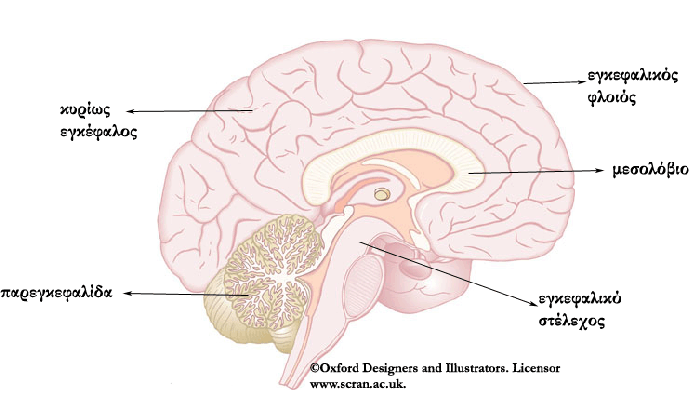 εγκεφαλικός
φλοιός
κυρίως
εγκέφαλος
μεσολόβιο
παρεγκεφαλίδα
εγκεφαλικό
στέλεχος
©Oxford Designers and Illustrators. Licensor
www.scran.ac.uk.